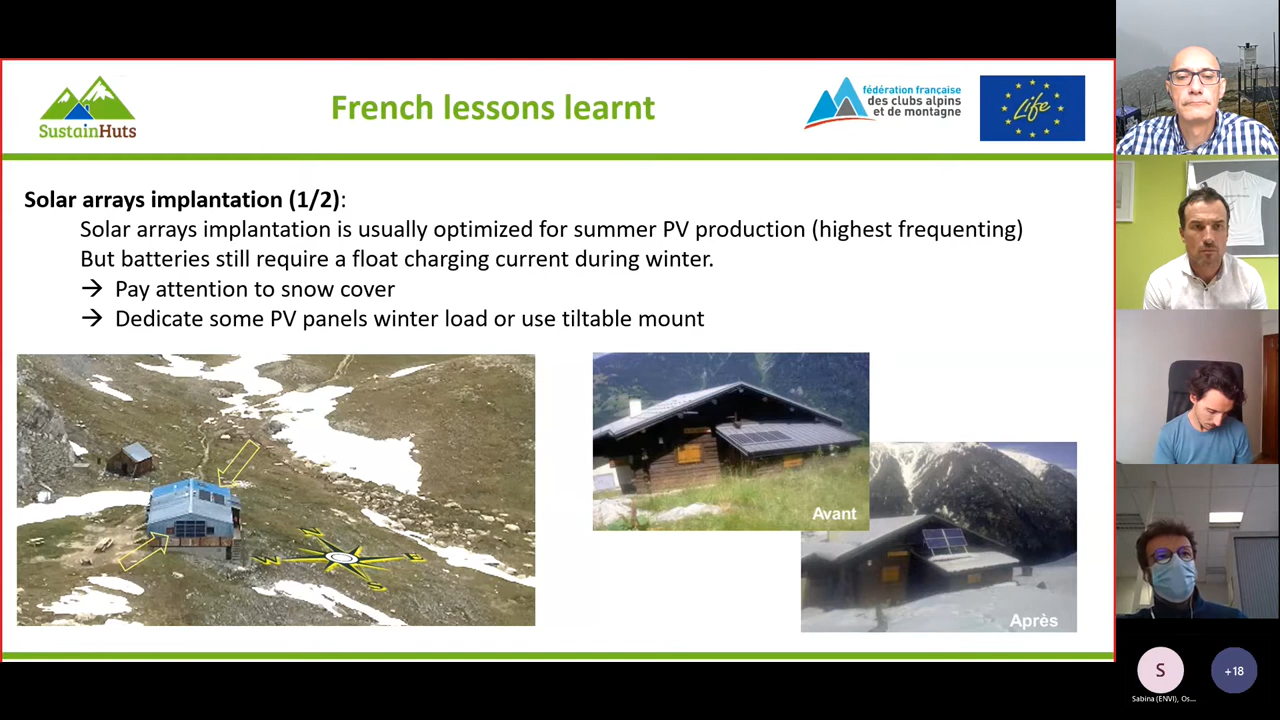 SustainHuts
French lessons learnt
fédération française
des clubs alpins
et de montagne
Life
Solar arrays implantation (1/2):
Solar arrays implantation is usually optimized for summer PV production (highest frequenting)
But batteries still require a float charging current during winter.
→ Pay attention to snow cover
→ Dedicate some PV panels winter load or use tiltable mount
N
W
E
S
Avant
Après
S
+18
Sabina (ENVI), Os...